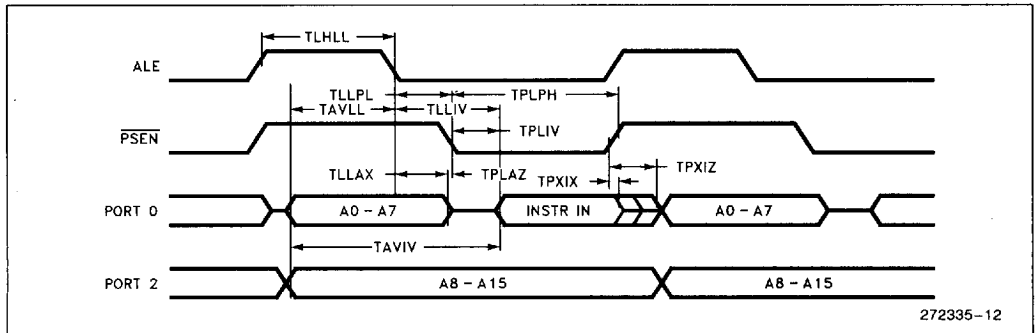 TLHLL
ALE
TLLPL TPLPH
TAVLL TLLIV
PSEN TPLIV
TLLAX TPLAZ TPXIZ
TPXIX
PORT 0 A0 – A7 INSTR IN A0 – A7
TAVIV
PORT 2 A8 – A15 A8 – A15
272335–12